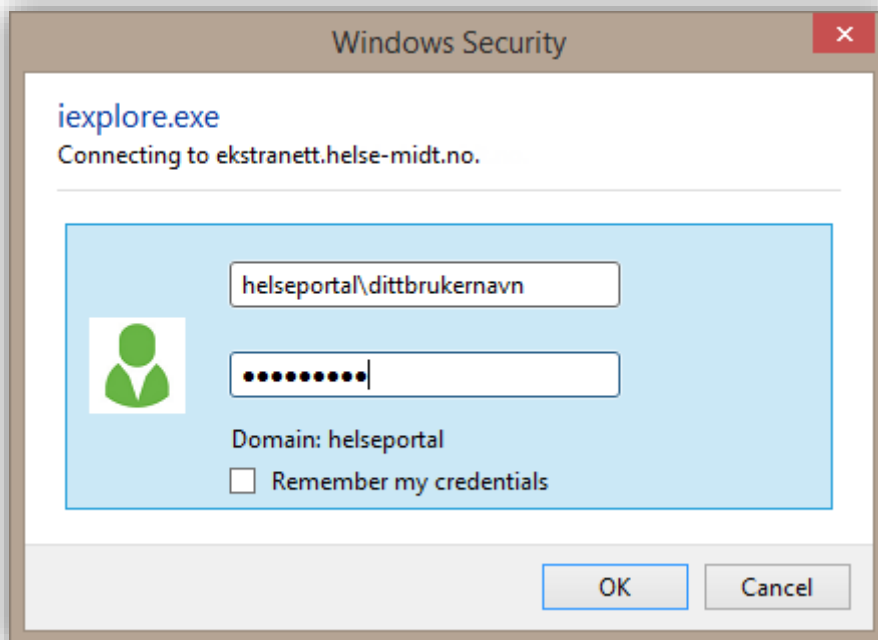 Windows Security
iexplore.exe
Connecting to ekstranett.helse-midt.no.
helseportal\dittbrukernavn
●●●●●●●●●
Domain: helseportal
Remember my credentials
OK
Cancel